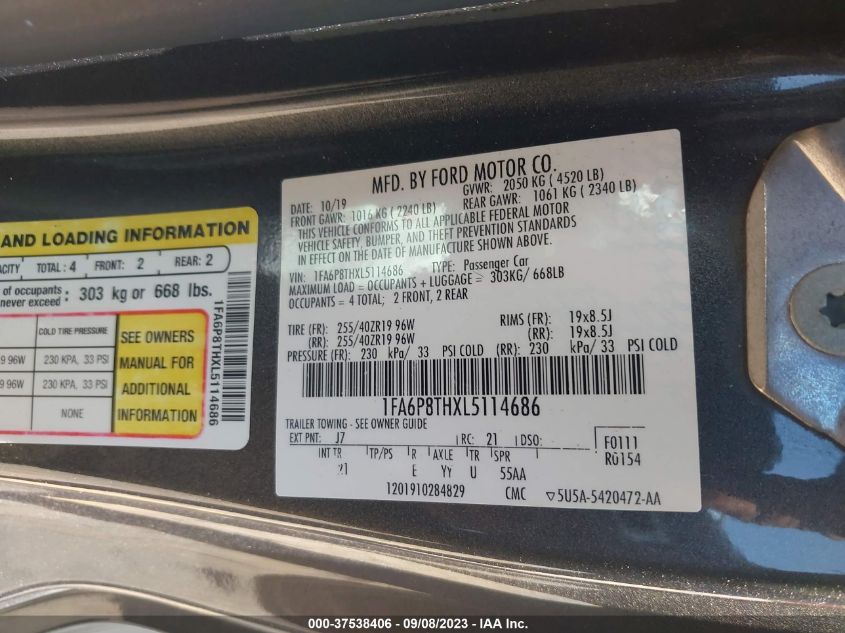 AND LOADING INFORMATION
TOTAL: 4 FRONT: 2 REAR: 2
of occupants
never exceed: 303 kg or 668 lbs.
COLD TIRE PRESSURE
96W 230 KPA, 33 PSI
96W 230 KPA, 33 PSI
NONE
SEE OWNERS
MANUAL FOR
ADDITIONAL
INFORMATION
1FA6P8THXL5114686
MFD. BY FORD MOTOR CO.
DATE: 10/19 GVWR: 2050 KG ( 4520 LB)
FRONT GAWR: 1016 KG ( 2240 LB) REAR GAWR: 1061 KG ( 2340 LB)
THIS VEHICLE CONFORMS TO ALL APPLICABLE FEDERAL MOTOR
VEHICLE SAFETY, BUMPER, AND THEFT PREVENTION STANDARDS
IN EFFECT ON THE DATE OF MANUFACTURE SHOWN ABOVE.
VIN: 1FA6P8THXL5114686 TYPE: Passenger Car
MAXIMUM LOAD = OCCUPANTS + LUGGAGE = 303KG/ 668LB
OCCUPANTS = 4 TOTAL; 2 FRONT, 2 REAR
TIRE (FR): 255/40ZR19 96W RIMS (FR): 19x8.5J
(RR): 255/40ZR19 96W (RR): 19x8.5J
PRESSURE (FR): 230 kPa/ 33 PSI COLD (RR): 230 kPa/ 33 PSI COLD
1FA6P8THXL5114686
TRAILER TOWING - SEE OWNER GUIDE
EXT PNT: J7 RC: 21 DSO: F0111
INT TR TP/PS R AXLE TR SPR R0154
21 E YY U 55AA
1201910284829 CMC ▽5U5A-5420472-AA
000-37538406 - 09/08/2023 - IAA Inc.